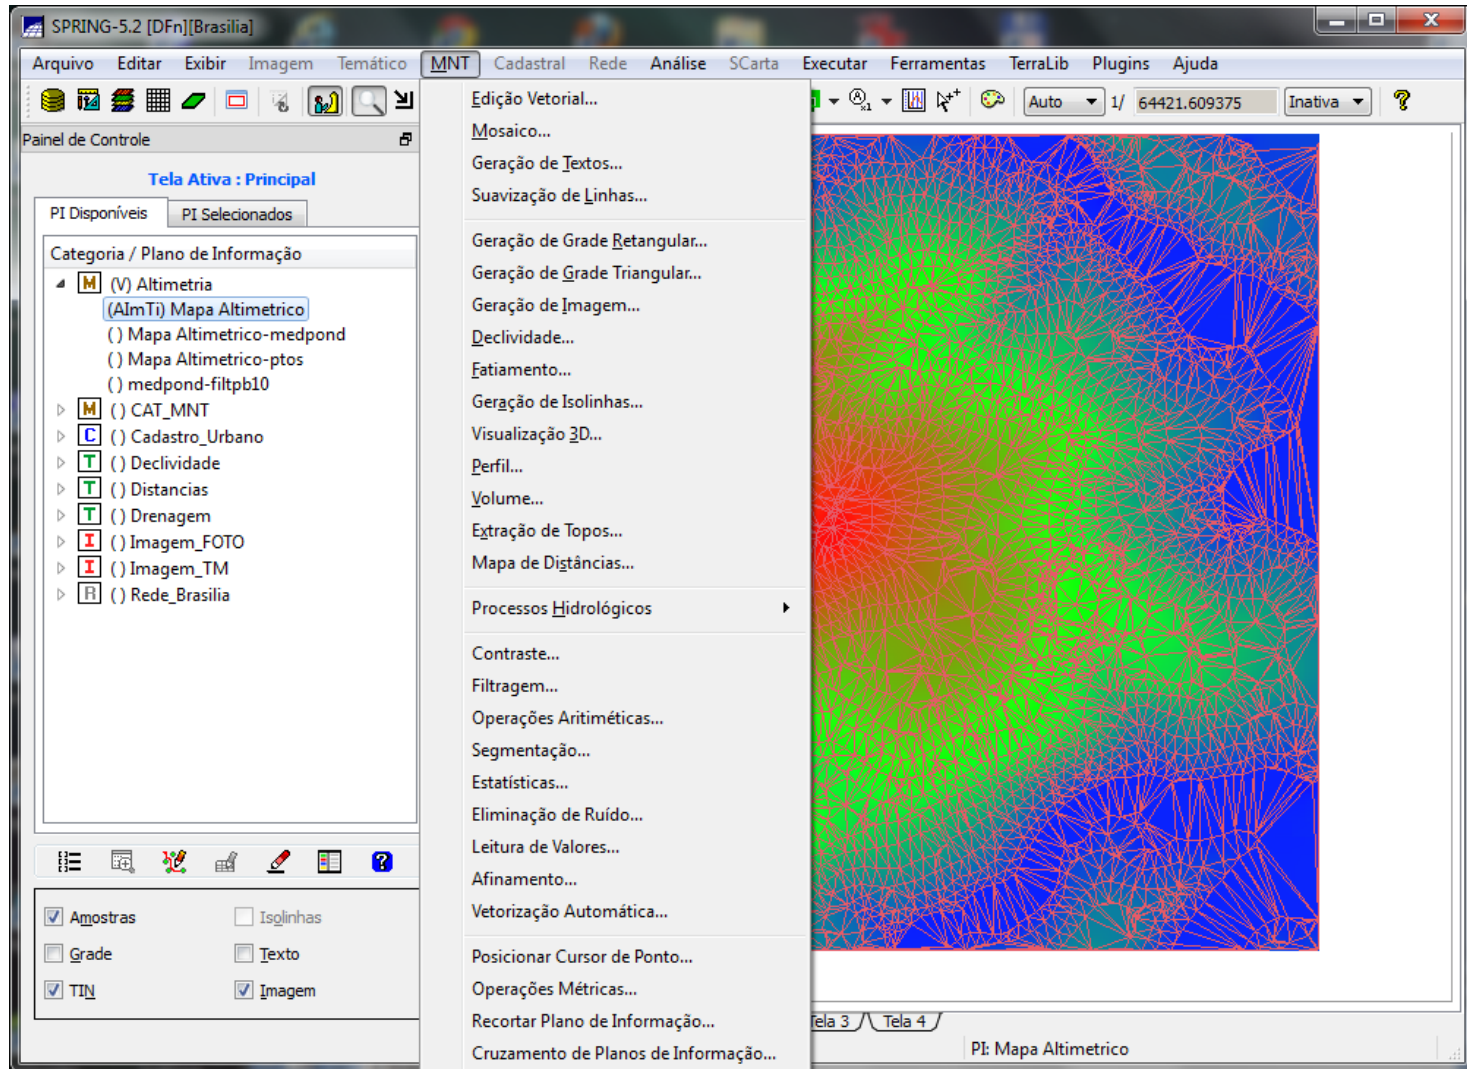 SPRING-5.2 [DFn][Brasilia]
Arquivo Editar Exibir Imagem Temático MNT Cadastral Rede Análise SCarta Executar Ferramentas TerraLib Plugins Ajuda
Auto 1/ 64421.609375 Inativa
Painel de Controle
Tela Ativa : Principal
PI Disponíveis PI Selecionados
Categoria / Plano de Informação
M (V) Altimetria
(AImTi) Mapa Altimetrico
( ) Mapa Altimetrico-medpond
( ) Mapa Altimetrico-ptos
( ) medpond-filtpb10
M ( ) CAT_MNT
C ( ) Cadastro_Urbano
T ( ) Declividade
T ( ) Distancias
T ( ) Drenagem
I ( ) Imagem_FOTO
I ( ) Imagem_TM
R ( ) Rede_Brasilia
Amostras Isolinhas
Grade Texto
TIN Imagem
Edição Vetorial...
Mosaico...
Geração de Textos...
Suavização de Linhas...
Geração de Grade Retangular...
Geração de Grade Triangular...
Geração de Imagem...
Declividade...
Fatiamento...
Geração de Isolinhas...
Visualização 3D...
Perfil...
Volume...
Extração de Topos...
Mapa de Distâncias...
Processos Hidrológicos
Contraste...
Filtragem...
Operações Aritiméticas...
Segmentação...
Estatísticas...
Eliminação de Ruído...
Leitura de Valores...
Afinamento...
Vetorização Automática...
Posicionar Cursor de Ponto...
Operações Métricas...
Recortar Plano de Informação...
Cruzamento de Planos de Informação...
Tela 3 Tela 4
PI: Mapa Altimetrico